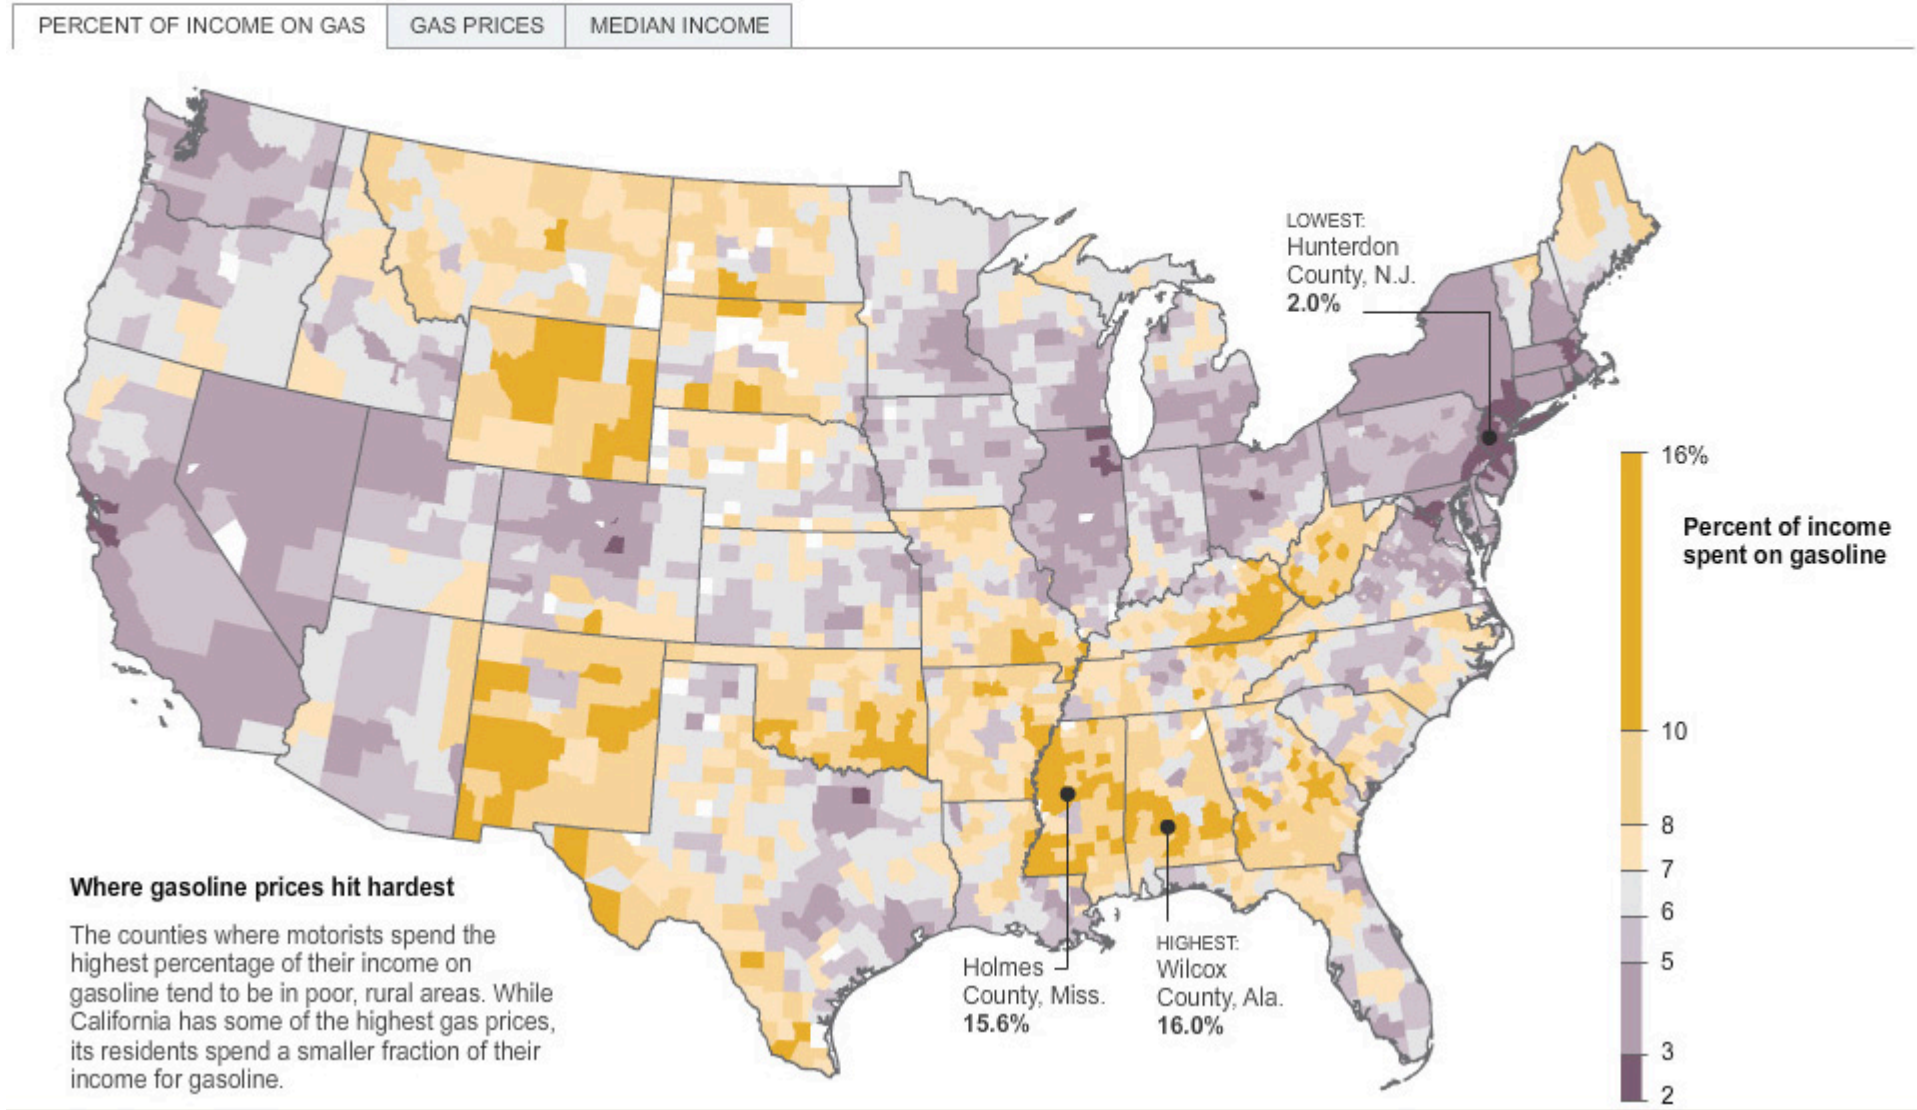 PERCENT OF INCOME ON GAS
GAS PRICES
MEDIAN INCOME
LOWEST:
Hunterdon
County, N.J.
2.0%
16%
Percent of income
spent on gasoline
10
8
7
6
5
3
2
Where gasoline prices hit hardest
The counties where motorists spend the
highest percentage of their income on
gasoline tend to be in poor, rural areas. While
California has some of the highest gas prices,
its residents spend a smaller fraction of their
income for gasoline.
Holmes
County, Miss.
15.6%
HIGHEST:
Wilcox
County, Ala.
16.0%